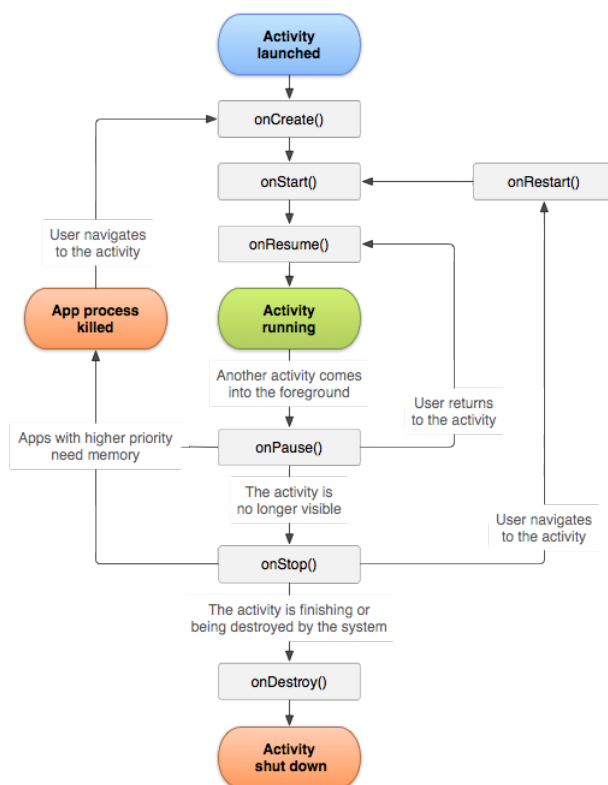 Activity
launched
onCreate()
onStart()
onRestart()
User navigates
to the activity
onResume()
App process
killed
Activity
running
Another activity comes
into the foreground
User returns
to the activity
Apps with higher priority
need memory
onPause()
The activity is
no longer visible
User navigates
to the activity
onStop()
The activity is finishing or
being destroyed by the system
onDestroy()
Activity
shut down